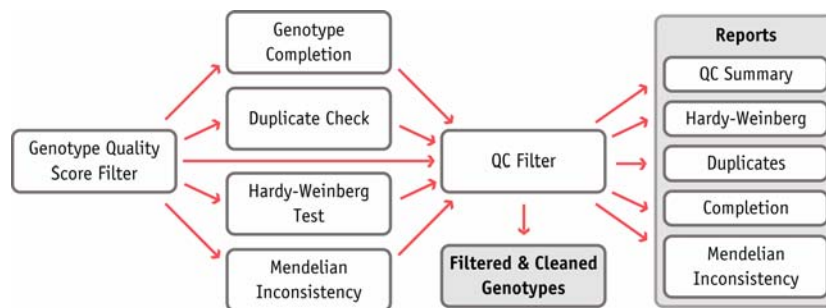 Genotype Quality
Score Filter
Genotype
Completion
Duplicate Check
Hardy-Weinberg
Test
Mendelian
Inconsistency
QC Filter
Filtered & Cleaned
Genotypes
Reports
QC Summary
Hardy-Weinberg
Duplicates
Completion
Mendelian
Inconsistency